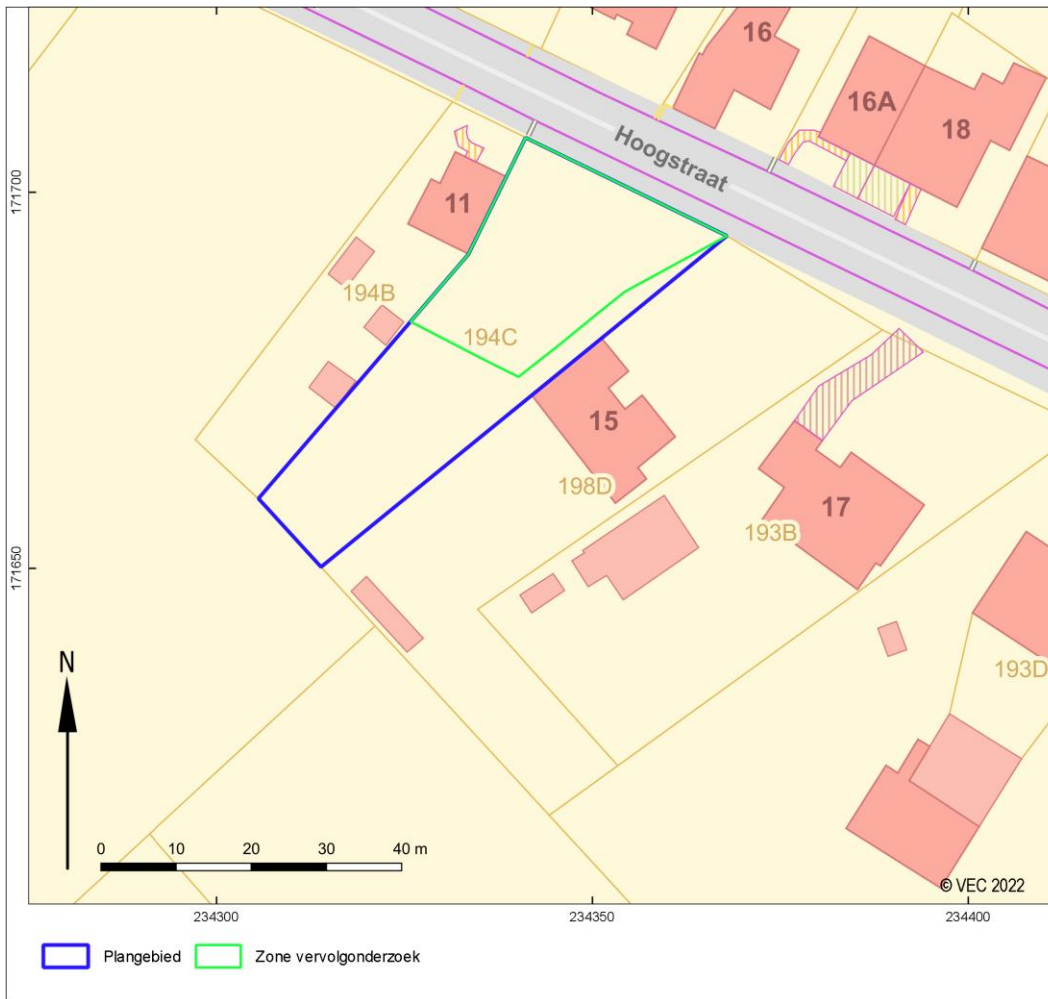 16
16A
18
Hoogstraat
11
194B
194C
15
198D
17
193B
193D
171700
171650
N
0 10 20 30 40 m
© VEC 2022
234300 234350 234400
Plangebied Zone vervolgonderzoek